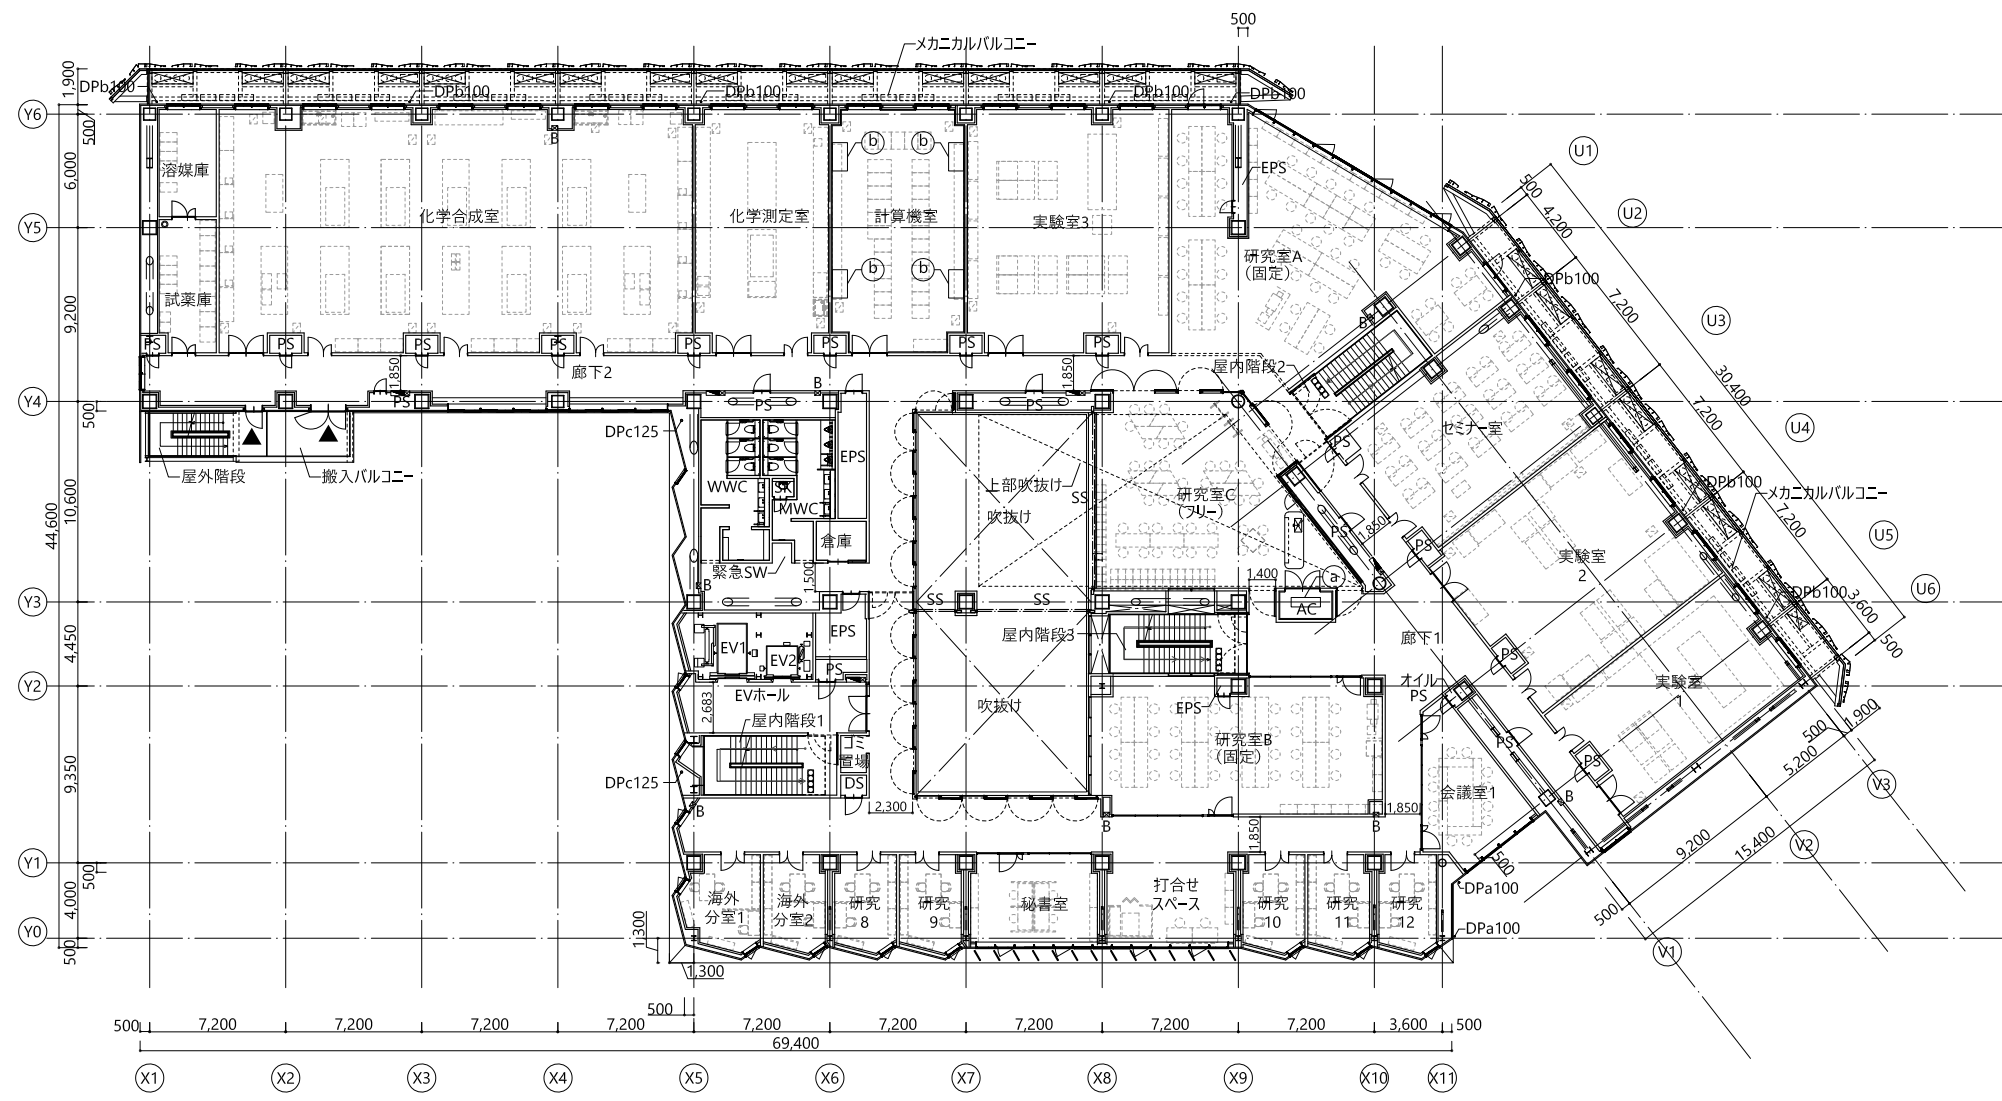 500
メカニカルバルコニー
1,900
DPb100
DPb100
DPb100
DPb100
DPb100
Y6
500
6,000
溶媒庫
B
b
b
EPS
U1
500
4,200
U2
Y5
化学合成室
化学測定室
計算機室
実験室3
研究室A
（固定）
b
b
DPb100
7,200
U3
9,200
試薬庫
B
PS
PS
PS
PS
PS
PS
PS
PS
屋内階段2
廊下2
1,850
1,850
30,400
Y4
500
PS
PS
B
PS
7,200
U4
DPc125
セミナー室
PS
屋外階段
搬入バルコニー
EPS
WWC
SK
MWC
上部吹抜け
SS
吹抜け
研究室C
（フリー）
DPb100
メカニカルバルコニー
7,200
U5
44,600
10,600
倉庫
PS
1,850
PS
実験室
2
緊急SW
1,500
1,400
a
B
U6
Y3
SS
SS
AC
DPb100
3,600
500
4,450
EPS
屋内階段3
廊下1
EV1
EV2
PS
PS
Y2
EVホール
オイル
PS
実験室
1
2,683
吹抜け
EPS
屋内階段1
1,900
500
5,200
9,350
ゴミ
置場
研究室B
（固定）
PS
PS
DPc125
DS
V3
会議室1
B
2,300
1,850
B
B
B
1,850
9,200
15,400
V2
Y1
500
500
DPa100
4,000
海外
分室1
海外
分室2
研究
8
研究
9
秘書室
打合せ
スペース
研究
10
研究
11
研究
12
500
Y0
500
1,300
DPa100
V1
1,300
500
500
7,200
7,200
7,200
7,200
7,200
7,200
7,200
7,200
7,200
3,600
500
69,400
X1
X2
X3
X4
X5
X6
X7
X8
X9
X10
X11